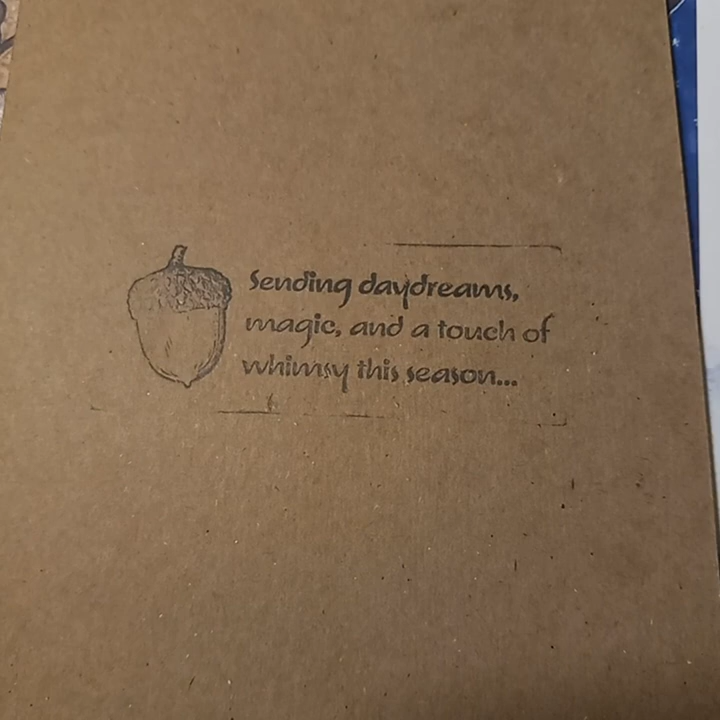 Sending daydreams,
magic, and a touch of
whimsy this season...